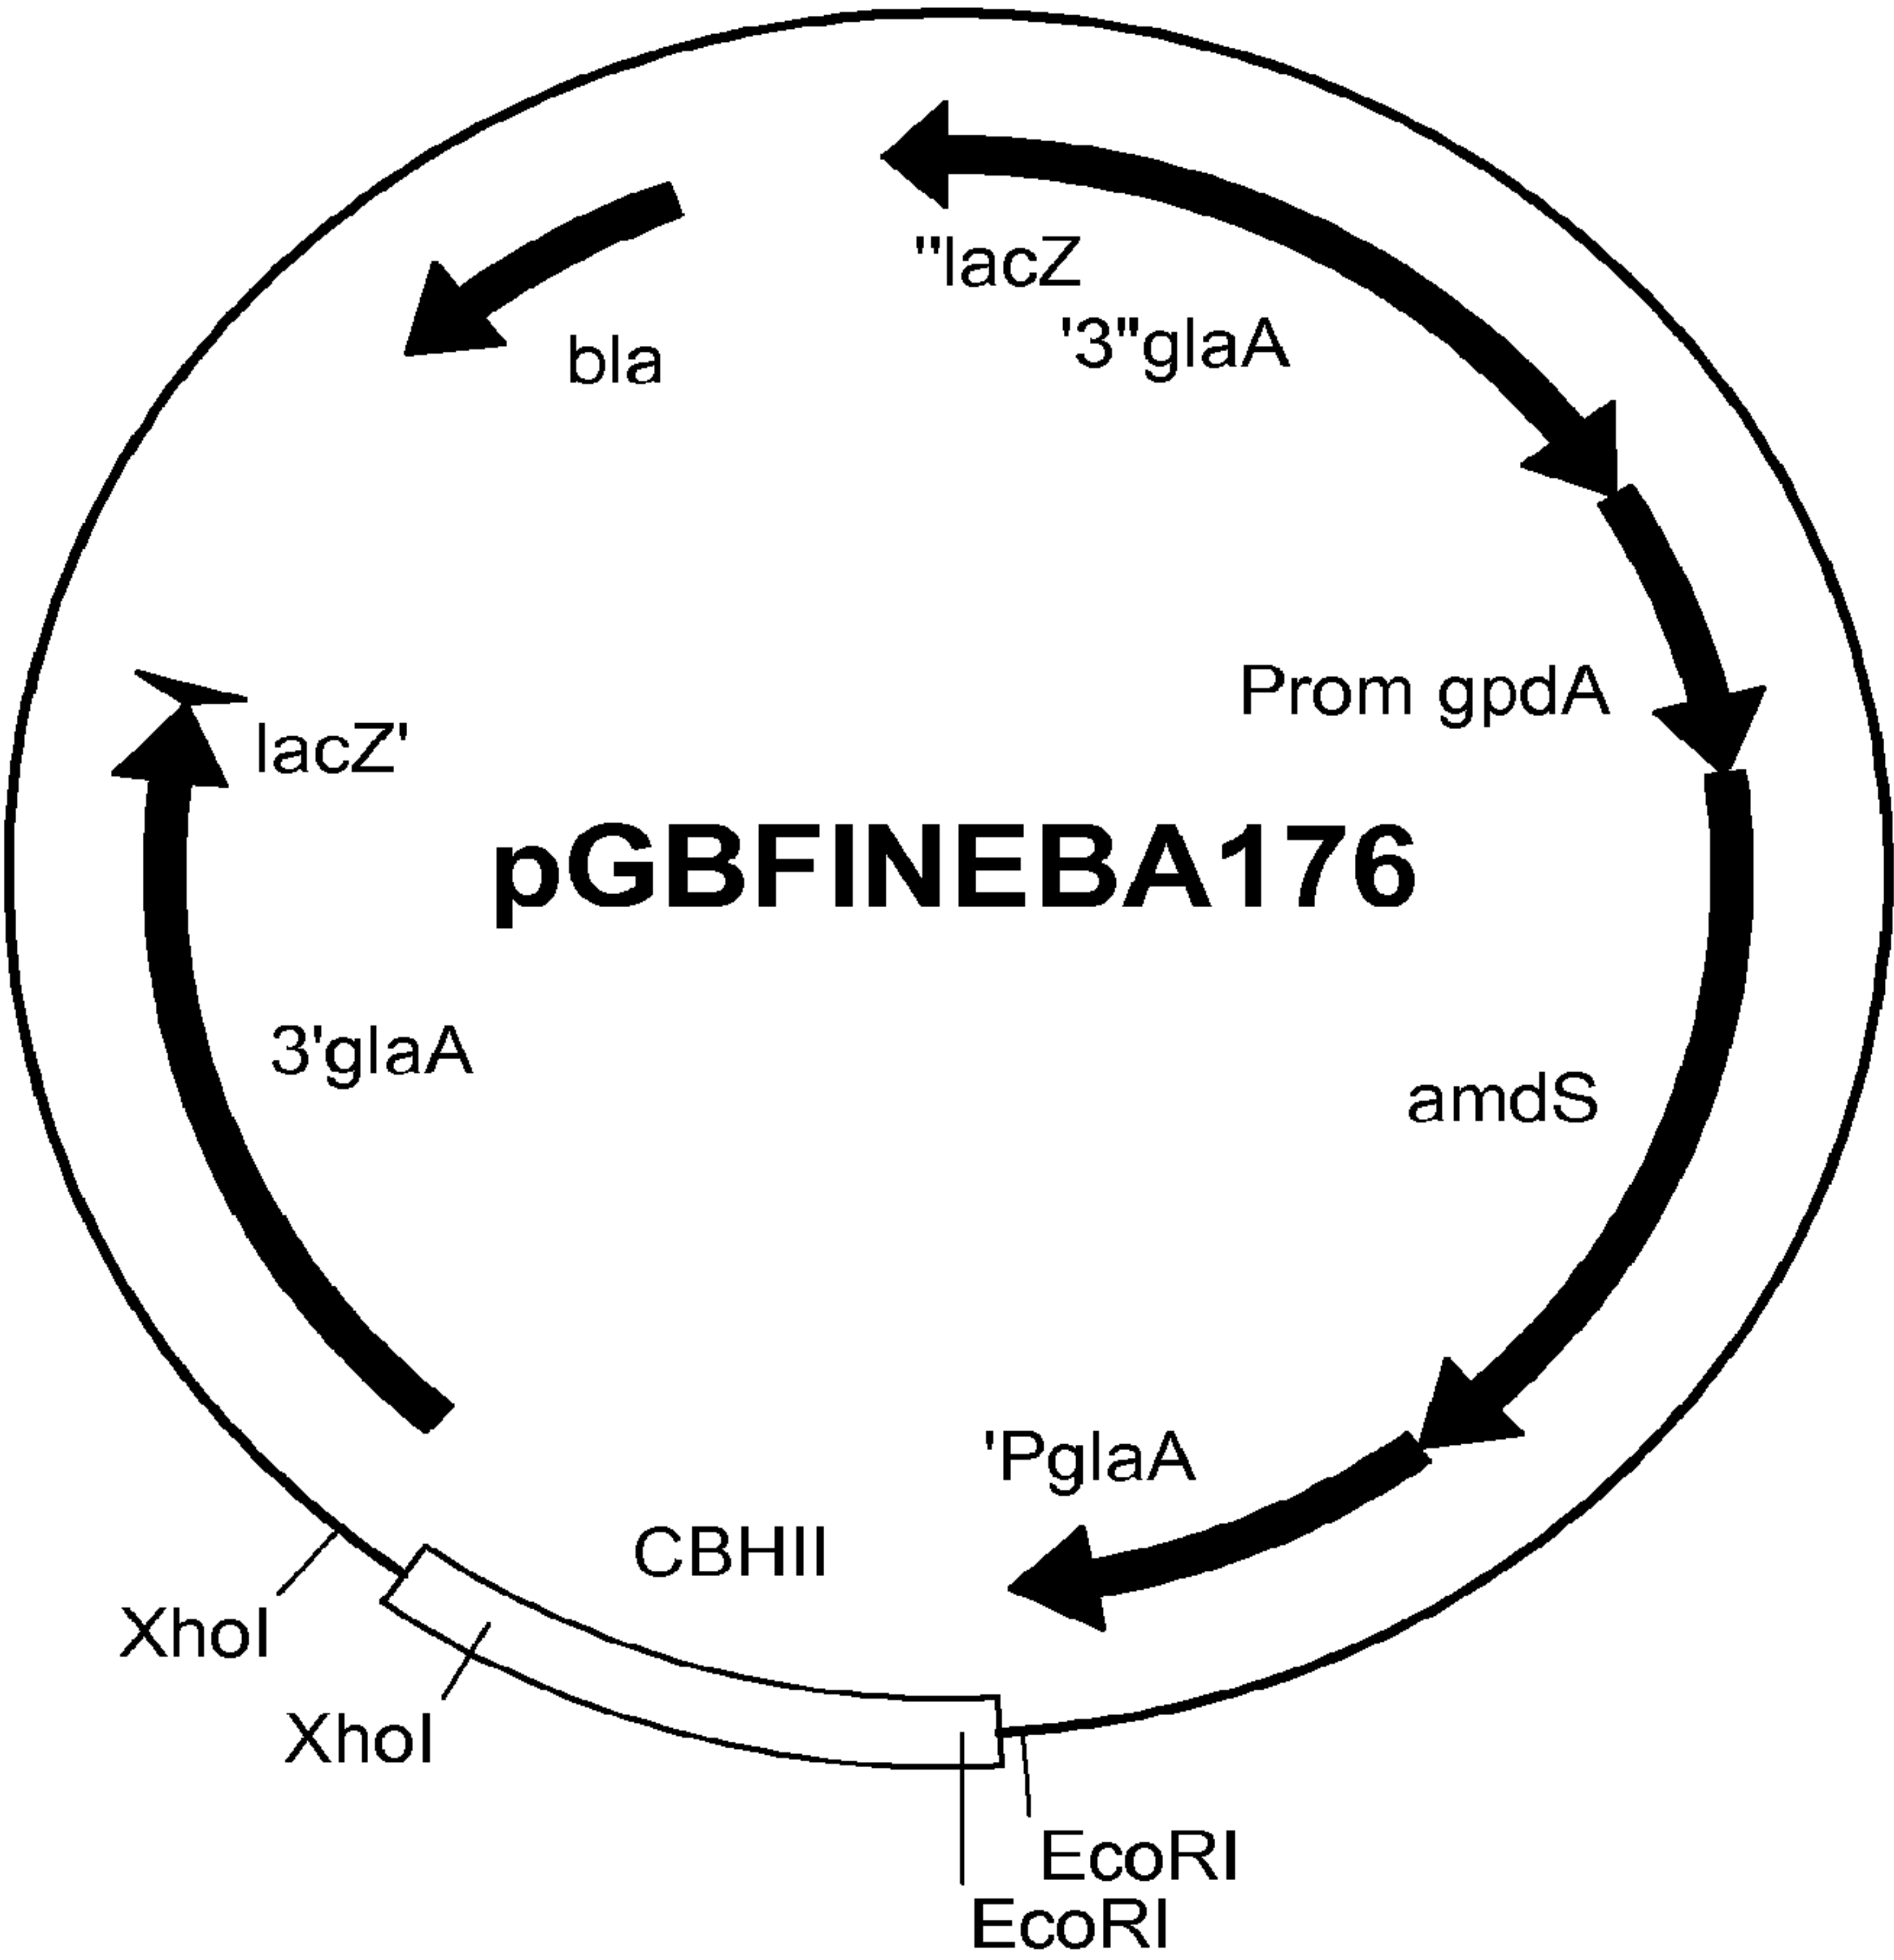 "lacZ
'3"glaA
bla
Prom gpdA
lacZ'
pGBFINEBA176
3'glaA
amdS
'PglaA
CBHII
XhoI
XhoI
EcoRI
EcoRI